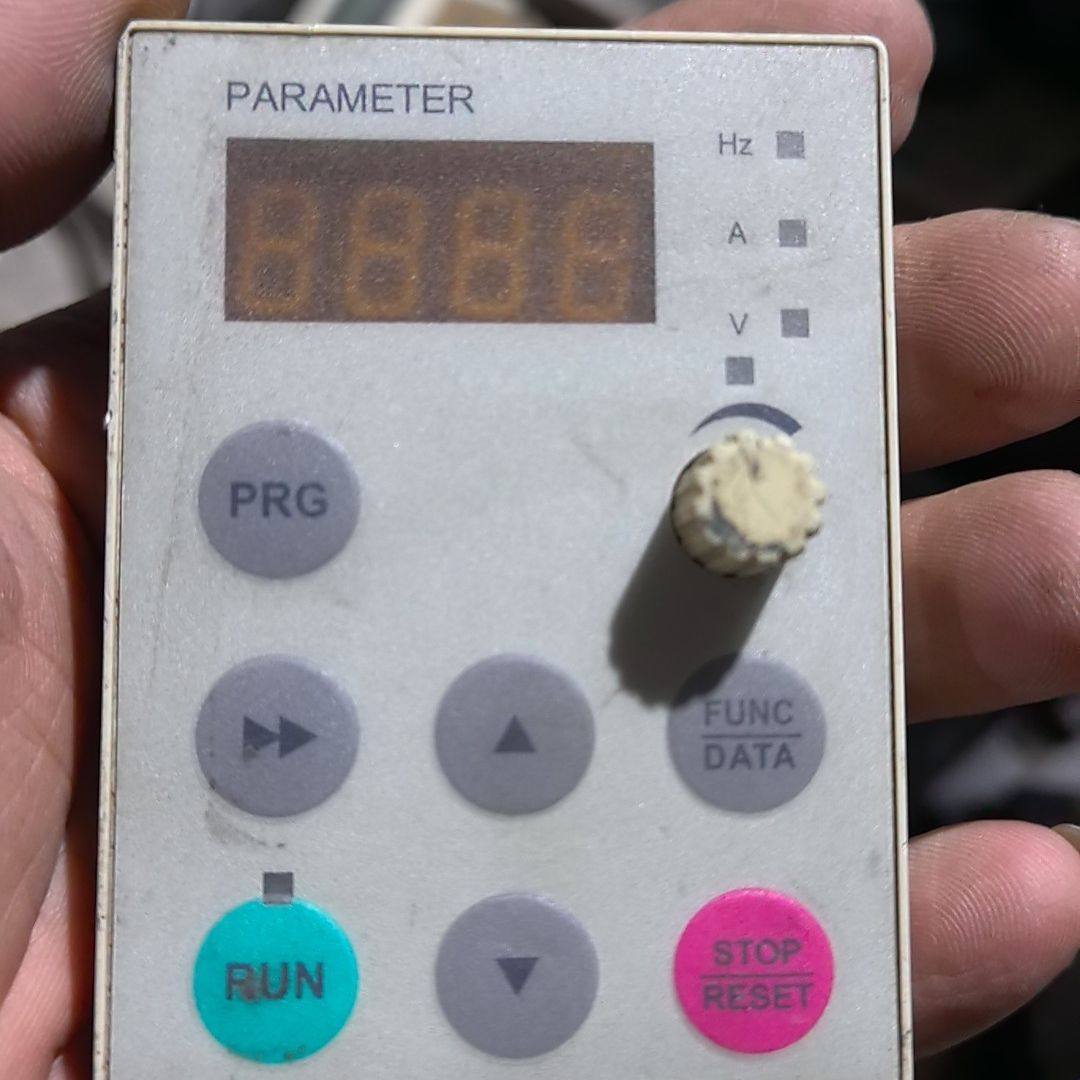 PARAMETER
Hz
A
V
PRG
FUNC
DATA
RUN
STOP
RESET